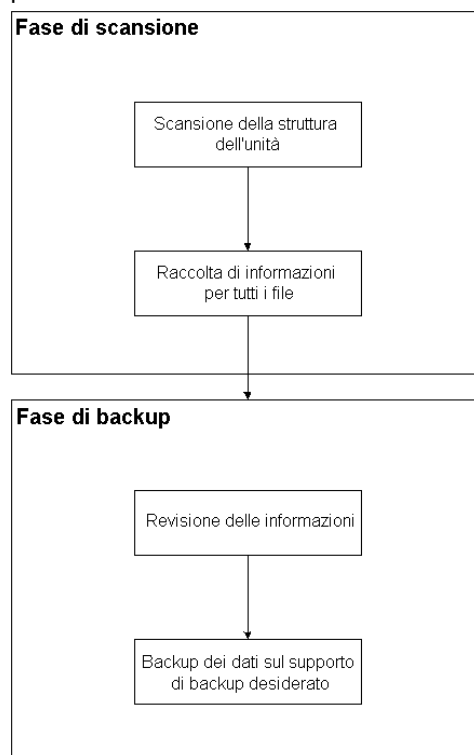 Fase di scansione
Scansione della struttura
dell'unità
Raccolta di informazioni
per tutti i file
Fase di backup
Revisione delle informazioni
Backup dei dati sul supporto
di backup desiderato